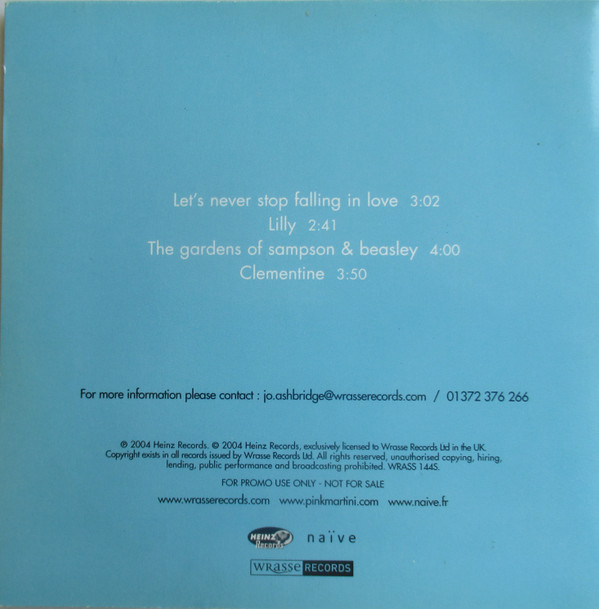 Let's never stop falling in love 3:02
Lilly 2:41
The gardens of sampson & beasley 4:00
Clementine 3:50
For more information please contact : jo.ashbridge@wrasserecords.com / 01372 376 266
℗ 2004 Heinz Records. © 2004 Heinz Records, exclusively licensed to Wrasse Records Ltd in the UK.
Copyright exists in all records issued by Wrasse Records Ltd. All rights reserved, unauthorised copying, hiring,
lending, public performance and broadcasting prohibited. WRASS 144S.
FOR PROMO USE ONLY - NOT FOR SALE
www.wrasserecords.com www.pinkmartini.com www.naive.fr
HEINZ Records naïve
wrasse RECORDS